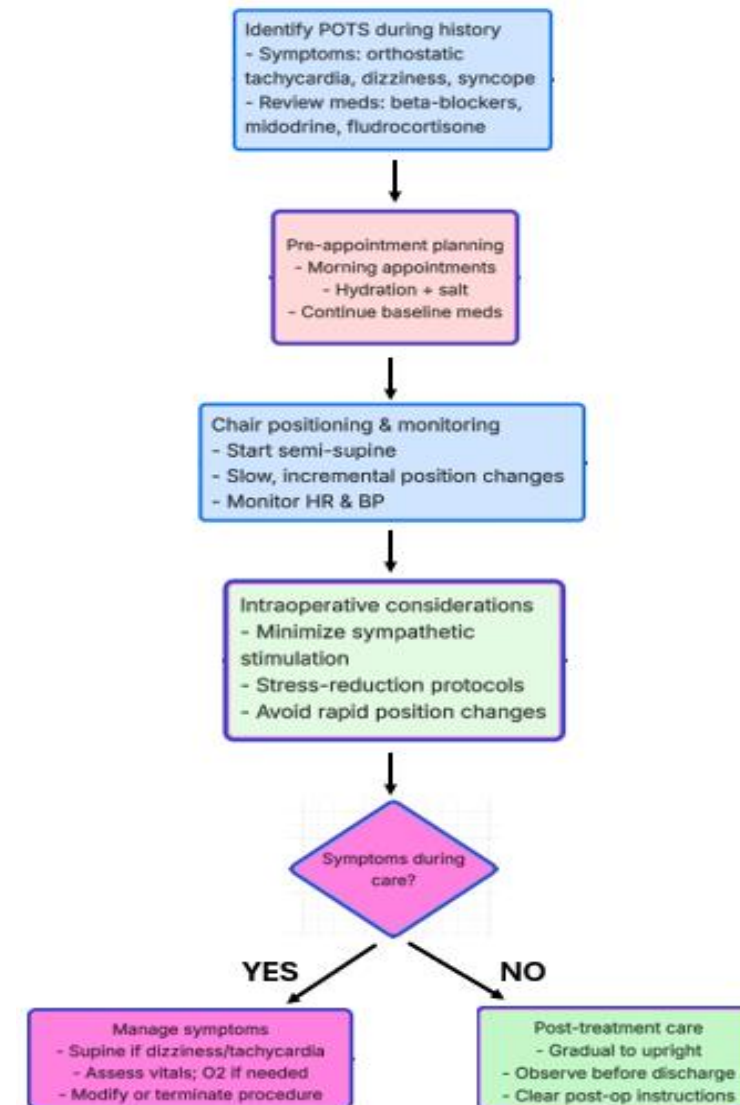 Identify POTS during history
- Symptoms: orthostatic
tachycardia, dizziness, syncope
- Review meds: beta-blockers,
midodrine, fludrocortisone
Pre-appointment planning
- Morning appointments
- Hydration + salt
- Continue baseline meds
Chair positioning & monitoring
- Start semi-supine
- Slow, incremental position changes
- Monitor HR & BP
Intraoperative considerations
- Minimize sympathetic
stimulation
- Stress-reduction protocols
- Avoid rapid position changes
Symptoms during
care?
YES
NO
Manage symptoms
- Supine if dizziness/tachycardia
- Assess vitals; O2 if needed
- Modify or terminate procedure
Post-treatment care
- Gradual to upright
- Observe before discharge
- Clear post-op instructions